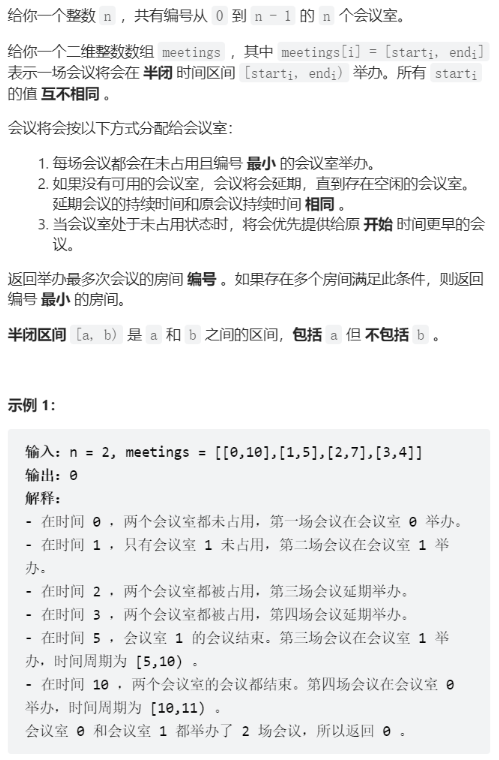 给你一个整数 n ，共有编号从 0 到 n - 1 的 n 个会议室。
给你一个二维整数数组 meetings ，其中 meetings[i] = [starti, endi]
表示一场会议将会在 半闭 时间区间 [starti, endi) 举办。所有 starti
的值 互不相同 。
会议将会按以下方式分配给会议室：
1. 每场会议都会在未占用且编号 最小 的会议室举办。
2. 如果没有可用的会议室，会议将会延期，直到存在空闲的会议室。
延期会议的持续时间和原会议持续时间 相同 。
3. 当会议室处于未占用状态时，将会优先提供给原 开始 时间更早的会
议。
返回举办最多次会议的房间 编号 。如果存在多个房间满足此条件，则返回
编号 最小 的房间。
半闭区间 [a, b) 是 a 和 b 之间的区间，包括 a 但 不包括 b 。
示例 1：
输入：n = 2, meetings = [[0,10],[1,5],[2,7],[3,4]]
输出：0
解释：
- 在时间 0 ，两个会议室都未占用，第一场会议在会议室 0 举办。
- 在时间 1 ，只有会议室 1 未占用，第二场会议在会议室 1 举
办。
- 在时间 2 ，两个会议室都被占用，第三场会议延期举办。
- 在时间 3 ，两个会议室都被占用，第四场会议延期举办。
- 在时间 5 ，会议室 1 的会议结束。第三场会议在会议室 1 举
办，时间周期为 [5,10) 。
- 在时间 10 ，两个会议室的会议都结束。第四场会议在会议室 0
举办，时间周期为 [10,11) 。
会议室 0 和会议室 1 都举办了 2 场会议，所以返回 0 。